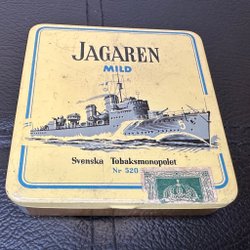 JAGAREN
MILD
Svenska Tobaksmonopolet
Nr 520